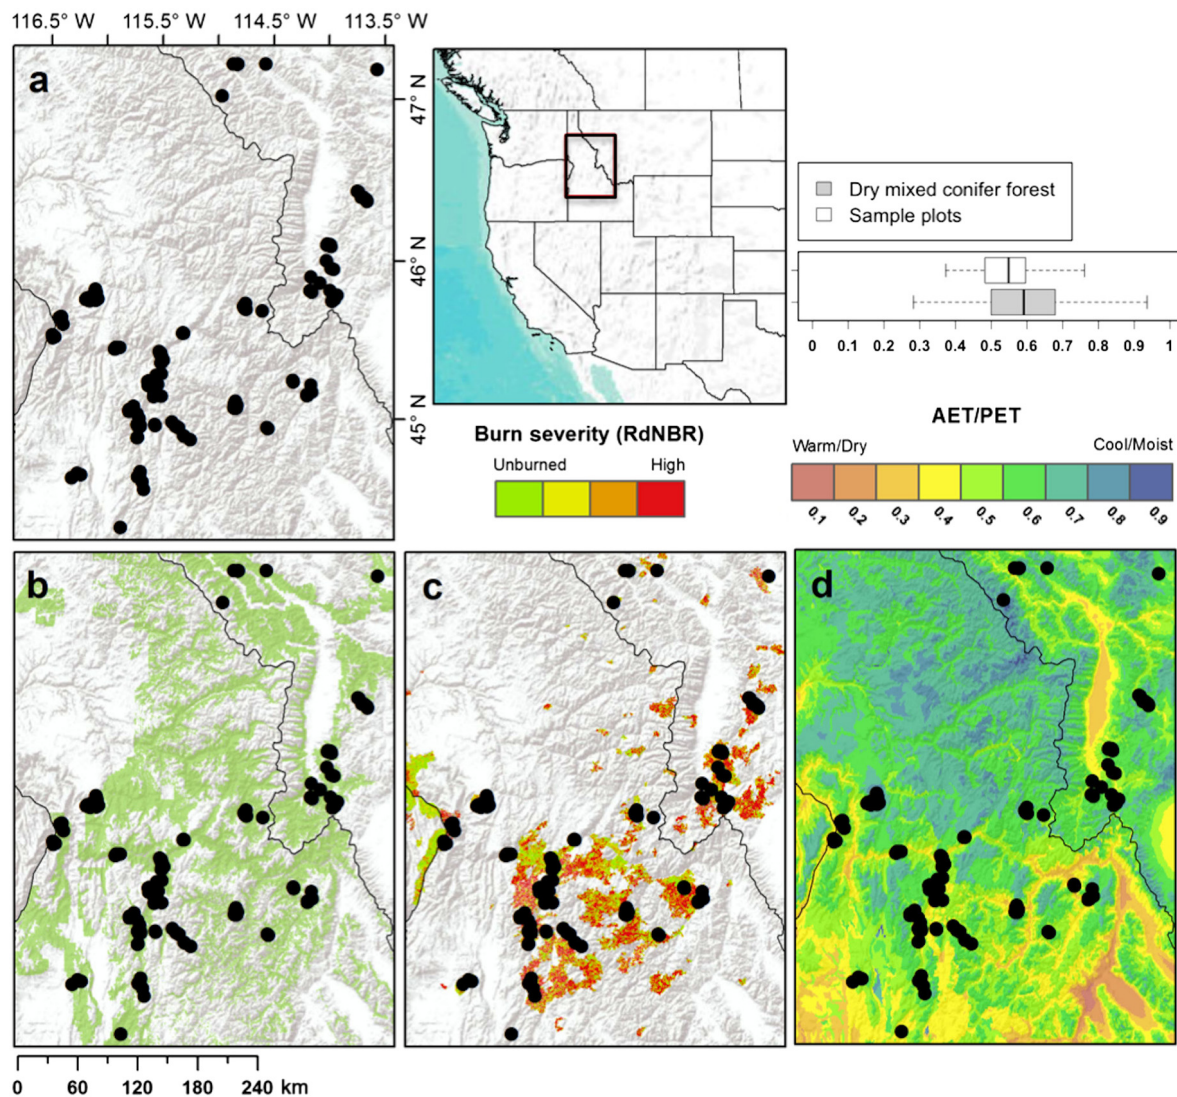 116.5° W 115.5° W 114.5° W 113.5° W
a
47° N
46° N
45° N
Dry mixed conifer forest
Sample plots
0 0.1 0.2 0.3 0.4 0.5 0.6 0.7 0.8 0.9 1
Burn severity (RdNBR)
Unburned High
AET/PET
Warm/Dry Cool/Moist
0.1 0.2 0.3 0.4 0.5 0.6 0.7 0.8 0.9
b
c
d
0 60 120 180 240 km